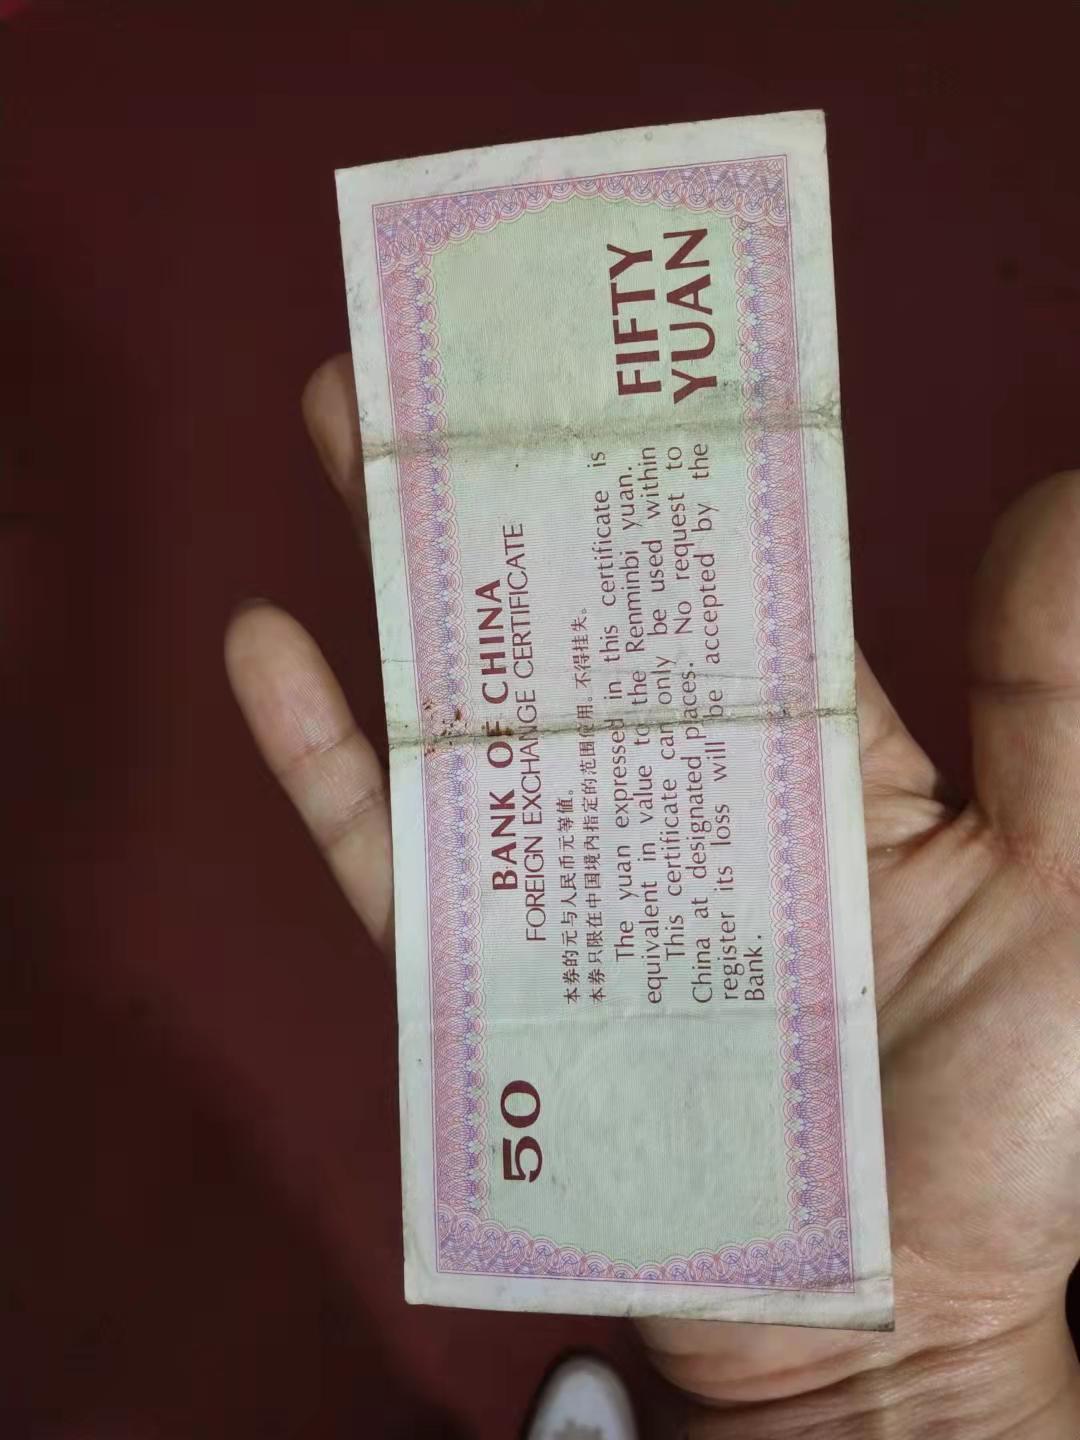 BANK OF CHINA
FOREIGN EXCHANGE CERTIFICATE
50
本券的元与人民币元等值。
本券只限在中国境内指定的范围使用。不得挂失。
The yuan expressed in this certificate is
equivalent in value to the Renminbi yuan.
This certificate can only be used within
China at designated places. No request to
register its loss will be accepted by the
Bank.
FIFTY
YUAN